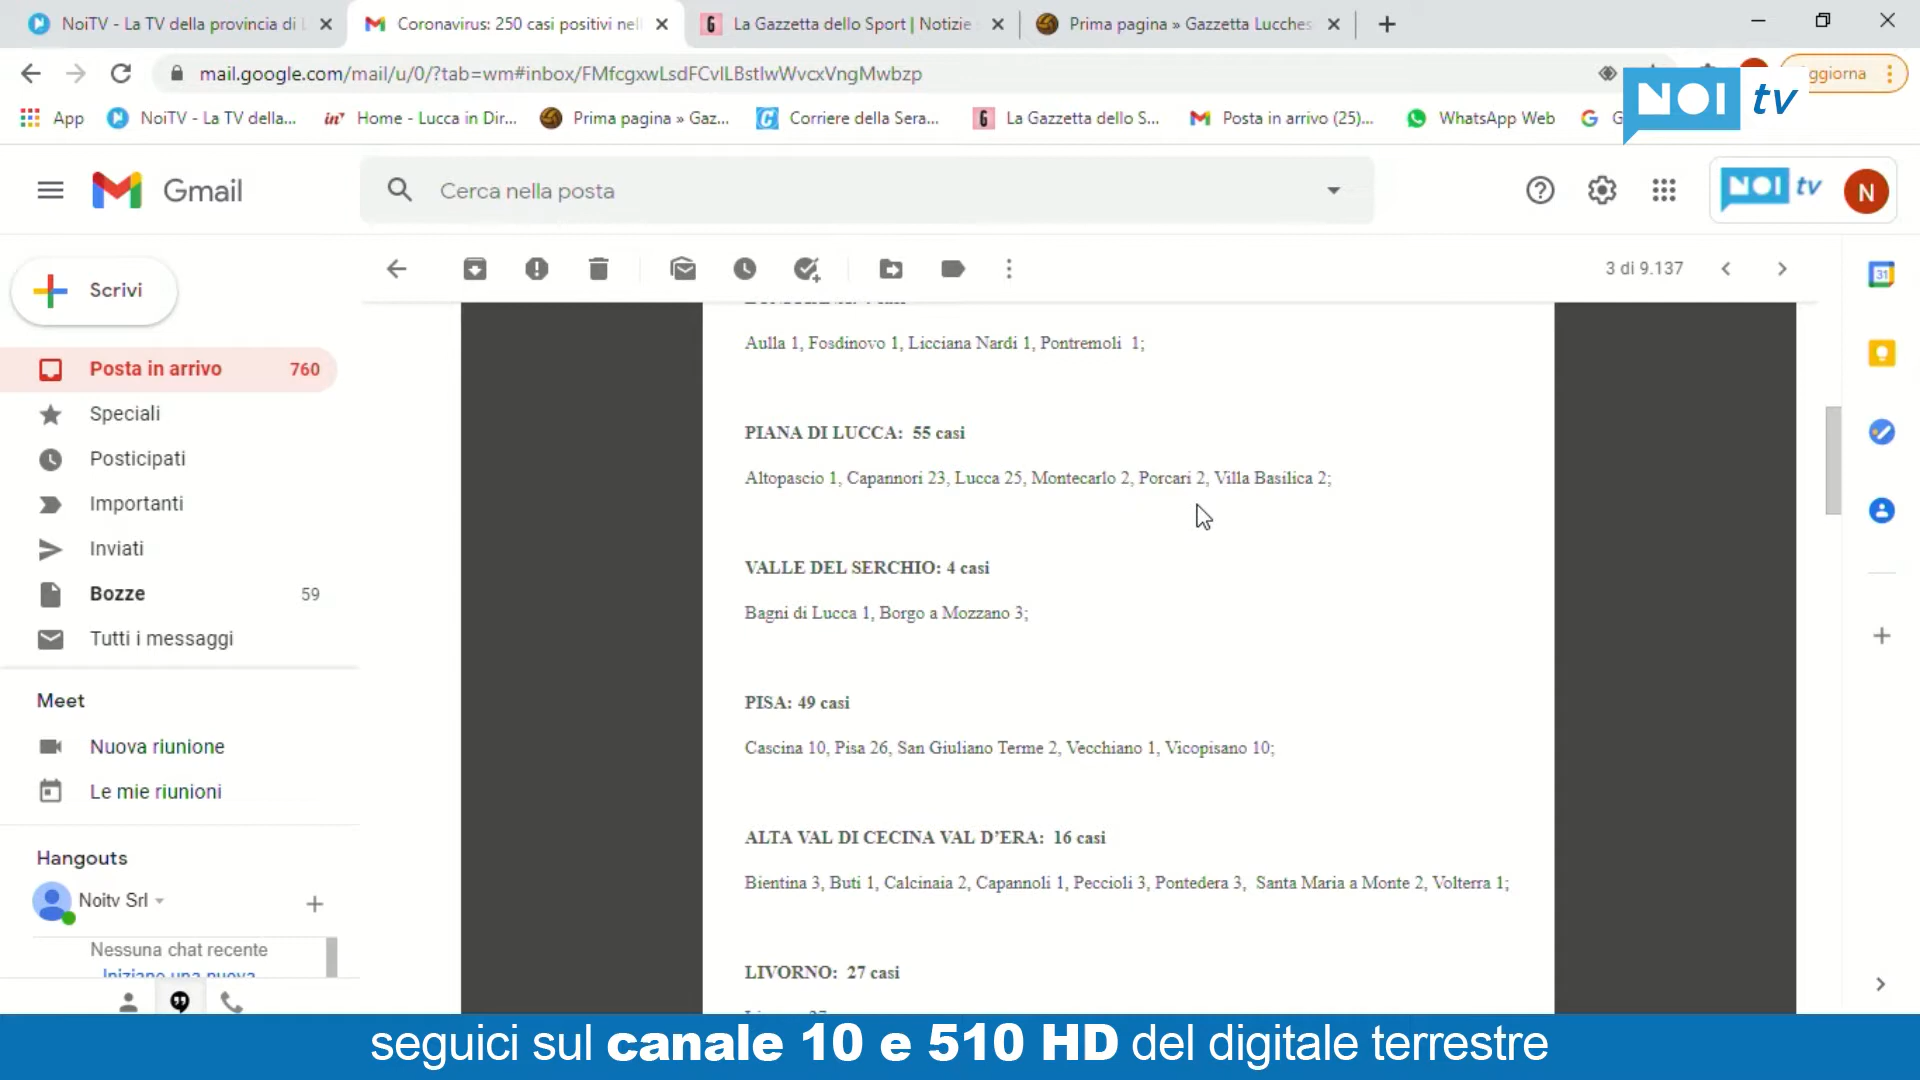 NoiTV - La TV della provincia di L
Coronavirus: 250 casi positivi nell
La Gazzetta dello Sport | Notizie
Prima pagina » Gazzetta Lucches
mail.google.com/mail/u/0/?tab=wm#inbox/FMfcgxwLsdFCvlLBstlwWvcxVngMwbzp
ggiorna
App
NoiTV - La TV della...
Home - Lucca in Dir...
Prima pagina » Gaz...
Corriere della Sera...
La Gazzetta dello S...
Posta in arrivo (25)...
WhatsApp Web
G
NOI tv
Gmail
Cerca nella posta
NOI tv
N
Scrivi
3 di 9.137
Posta in arrivo 760
Speciali
Posticipati
Importanti
Inviati
Bozze 59
Tutti i messaggi
Meet
Nuova riunione
Le mie riunioni
Hangouts
Noitv Srl
Nessuna chat recente
Iniziane una nuova
Aulla 1, Fosdinovo 1, Licciana Nardi 1, Pontremoli 1;
PIANA DI LUCCA: 55 casi
Altopascio 1, Capannori 23, Lucca 25, Montecarlo 2, Porcari 2, Villa Basilica 2;
VALLE DEL SERCHIO: 4 casi
Bagni di Lucca 1, Borgo a Mozzano 3;
PISA: 49 casi
Cascina 10, Pisa 26, San Giuliano Terme 2, Vecchiano 1, Vicopisano 10;
ALTA VAL DI CECINA VAL D'ERA: 16 casi
Bientina 3, Buti 1, Calcinaia 2, Capannoli 1, Peccioli 3, Pontedera 3, Santa Maria a Monte 2, Volterra 1;
LIVORNO: 27 casi
31
seguici sul canale 10 e 510 HD del digitale terrestre